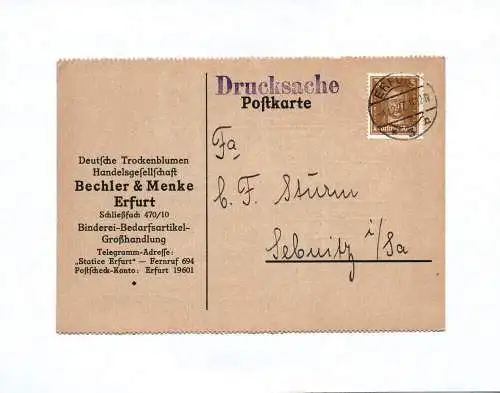 Drucksache
Postkarte
ERFURT
Deutsche Trockenblumen
Handelsgesellschaft
Bechler & Menke
Erfurt
Schließfach 470/10
Binderei-Bedarfsartikel-
Großhandlung
Telegramm-Adresse:
„Statice Erfurt“ — Fernruf 694
Postscheck-Konto: Erfurt 19601
Fa.
C. F. Sturm
Sebnitz i/Sa